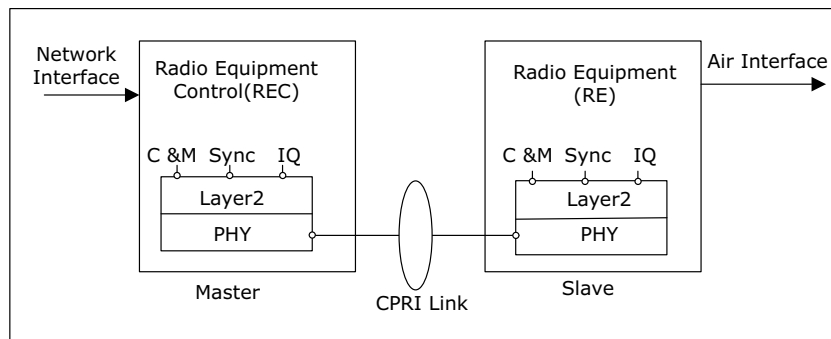 Network
Interface
Radio Equipment
Control(REC)
C &M Sync IQ
Layer2
PHY
Master
CPRI Link
Radio Equipment
(RE)
C &M Sync IQ
Layer2
PHY
Slave
Air Interface